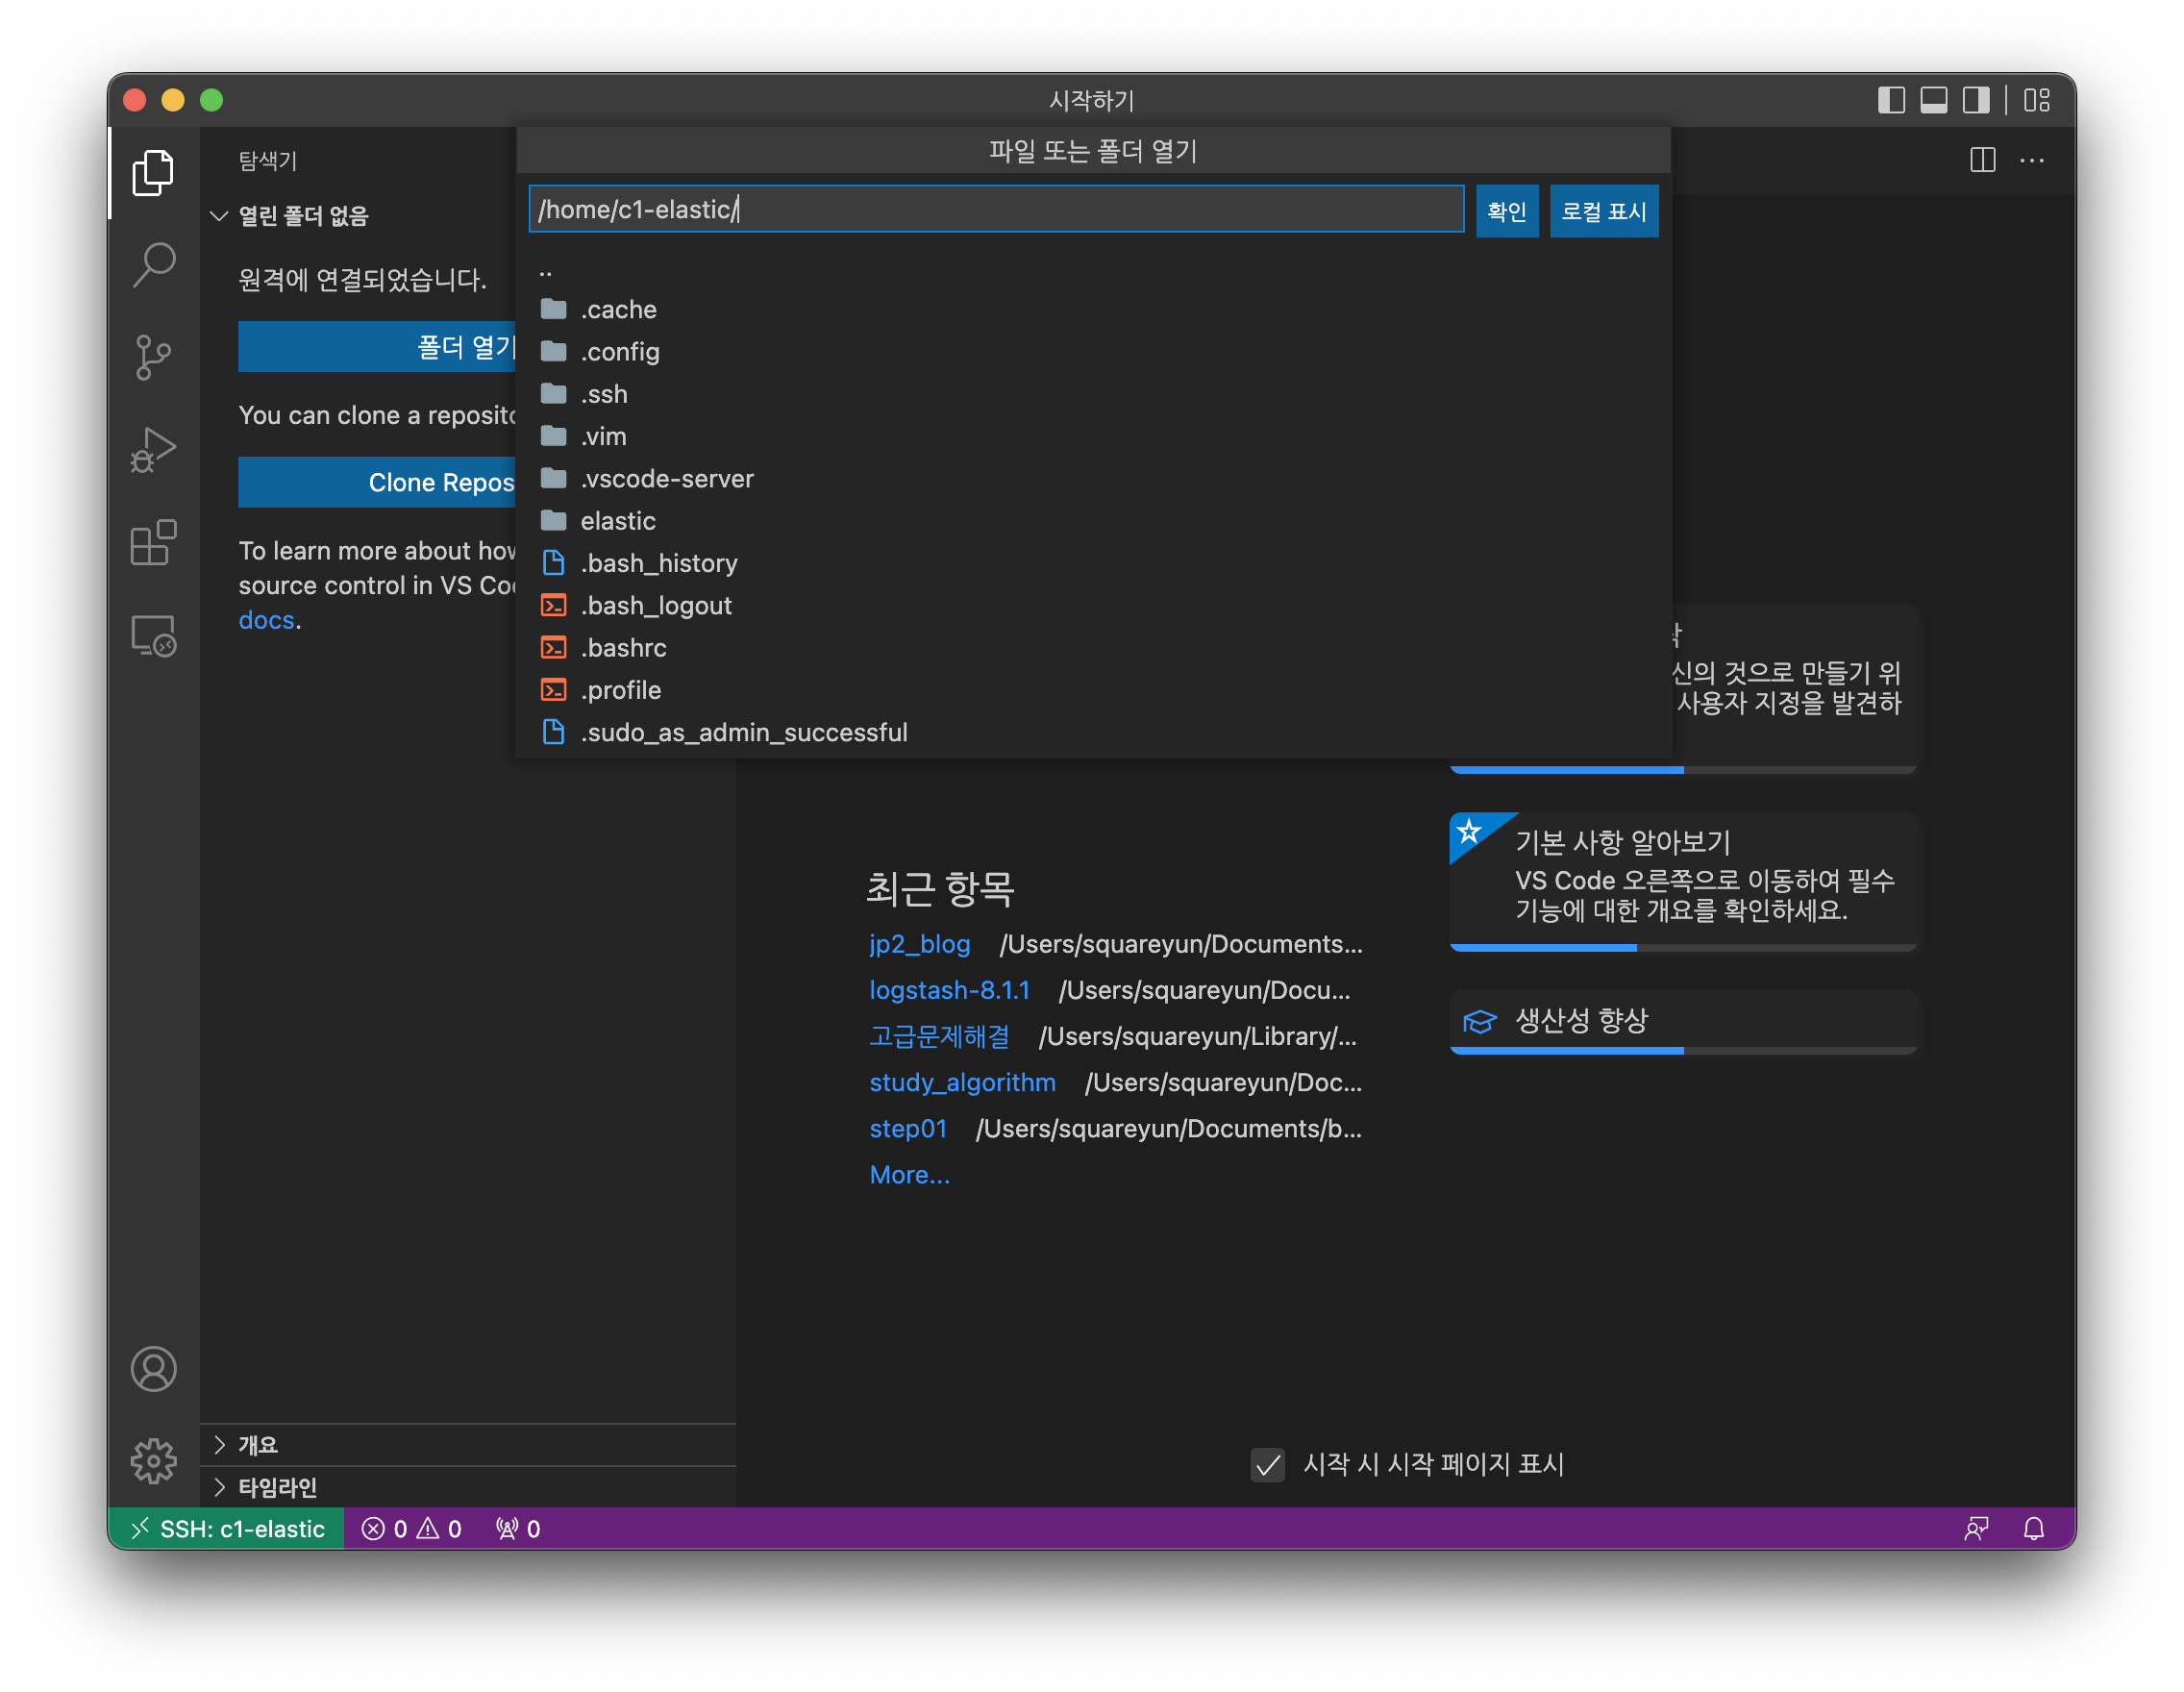 시작하기
탐색기
열린 폴더 없음
원격에 연결되었습니다.
폴더 열기
You can clone a reposito
Clone Repos
To learn more about how
source control in VS Co
docs.
파일 또는 폴더 열기
/home/c1-elastic/
확인
로컬 표시
..
.cache
.config
.ssh
.vim
.vscode-server
elastic
.bash_history
.bash_logout
.bashrc
.profile
.sudo_as_admin_successful
신의 것으로 만들기 위
사용자 지정을 발견하
기본 사항 알아보기
VS Code 오른쪽으로 이동하여 필수
기능에 대한 개요를 확인하세요.
생산성 향상
최근 항목
jp2_blog /Users/squareyun/Documents...
logstash-8.1.1 /Users/squareyun/Docu...
고급문제해결 /Users/squareyun/Library/...
study_algorithm /Users/squareyun/Doc...
step01 /Users/squareyun/Documents/b...
More...
시작 시 시작 페이지 표시
개요
타임라인
SSH: c1-elastic 0 0 0